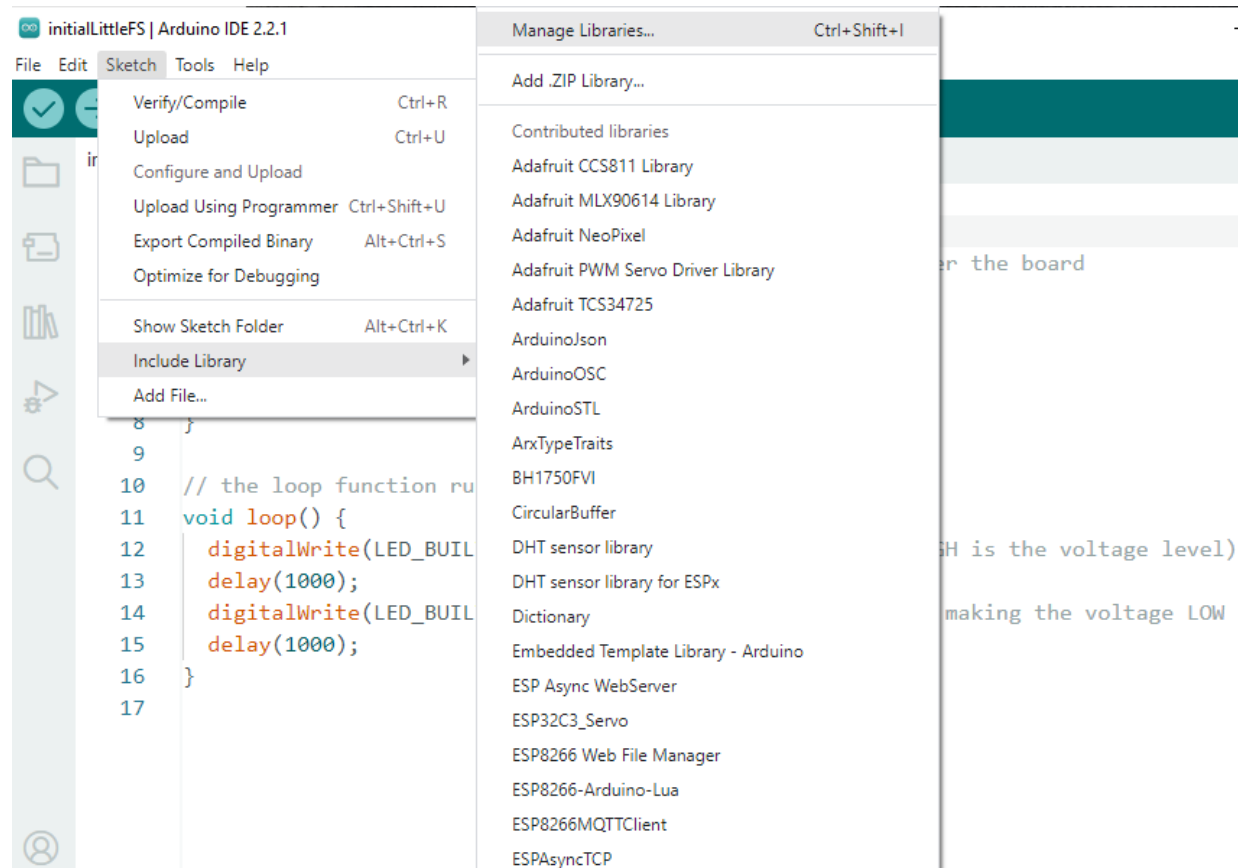 initialLittleFS | Arduino IDE 2.2.1
File Edit Sketch Tools Help
Verify/Compile Ctrl+R
Upload Ctrl+U
Configure and Upload
Upload Using Programmer Ctrl+Shift+U
Export Compiled Binary Alt+Ctrl+S
Optimize for Debugging
Show Sketch Folder Alt+Ctrl+K
Include Library
Add File...
Manage Libraries... Ctrl+Shift+I
Add .ZIP Library...
Contributed libraries
Adafruit CCS811 Library
Adafruit MLX90614 Library
Adafruit NeoPixel
Adafruit PWM Servo Driver Library
Adafruit TCS34725
ArduinoJson
ArduinoOSC
ArduinoSTL
ArxTypeTraits
BH1750FVI
CircularBuffer
DHT sensor library
DHT sensor library for ESPx
Dictionary
Embedded Template Library - Arduino
ESP Async WebServer
ESP32C3_Servo
ESP8266 Web File Manager
ESP8266-Arduino-Lua
ESP8266MQTTClient
ESPAsyncTCP
the board
8 }
9
10 // the loop function ru
11 void loop() {
12 digitalWrite(LED_BUIL
is the voltage level)
13 delay(1000);
14 digitalWrite(LED_BUIL
making the voltage LOW
15 delay(1000);
16 }
17